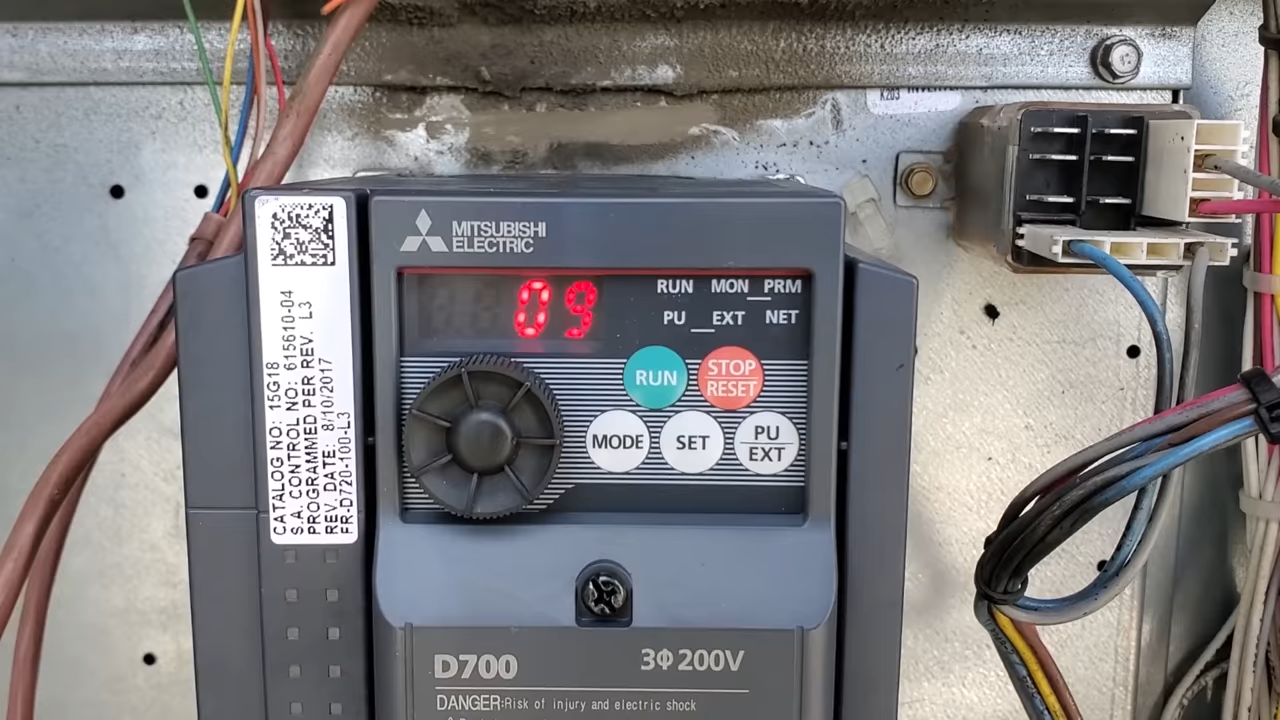 K203
MITSUBISHI
ELECTRIC
09
RUN MON PRM
PU EXT NET
RUN
STOP
RESET
MODE
SET
PU
EXT
CATALOG NO: 15G18
S.A. CONTROL NO: 615610-04
PROGRAMMED PER REV. L3
REV. DATE: 8/10/2017
FR-D720-100-L3
D700
3Φ200V
DANGER:Risk of injury and electric shock